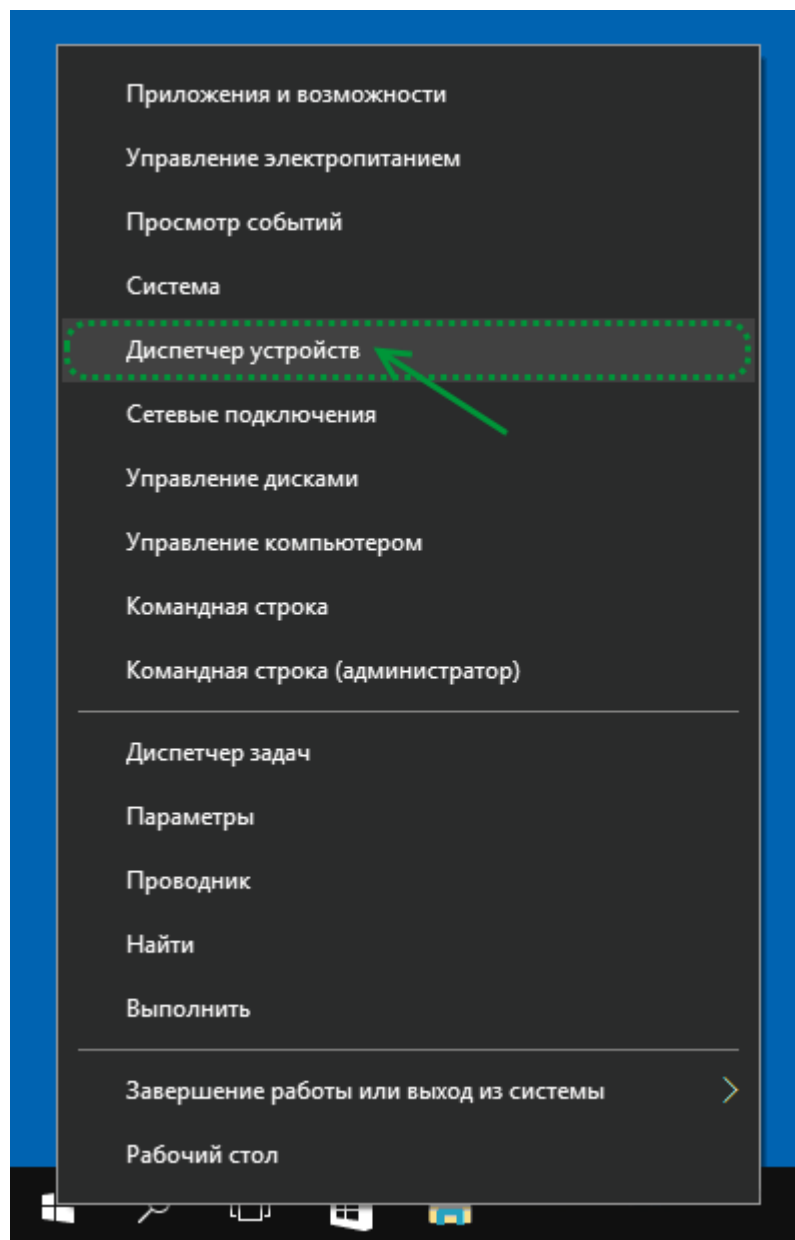 Приложения и возможности
Управление электропитанием
Просмотр событий
Система
Диспетчер устройств
Сетевые подключения
Управление дисками
Управление компьютером
Командная строка
Командная строка (администратор)
Диспетчер задач
Параметры
Проводник
Найти
Выполнить
Завершение работы или выход из системы
Рабочий стол